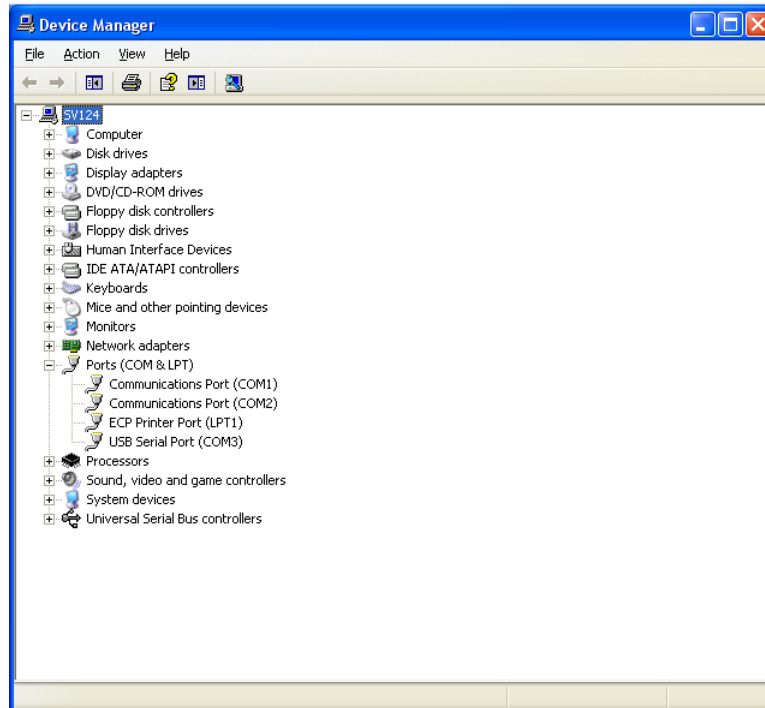 Device Manager
File Action View Help
SV124
Computer
Disk drives
Display adapters
DVD/CD-ROM drives
Floppy disk controllers
Floppy disk drives
Human Interface Devices
IDE ATA/ATAPI controllers
Keyboards
Mice and other pointing devices
Monitors
Network adapters
Ports (COM & LPT)
Communications Port (COM1)
Communications Port (COM2)
ECP Printer Port (LPT1)
USB Serial Port (COM3)
Processors
Sound, video and game controllers
System devices
Universal Serial Bus controllers